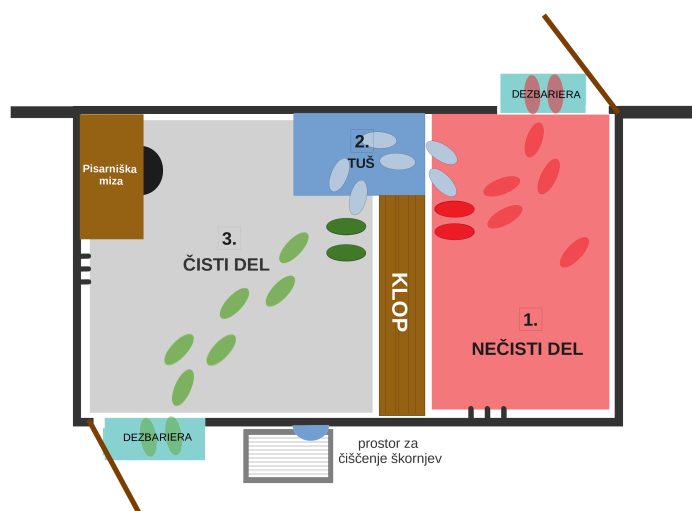 DEZBARIERA
Pisarniška
miza
2.
TUŠ
3.
ČISTI DEL
KLOP
1.
NEČISTI DEL
DEZBARIERA
prostor za
čiščenje škornjev